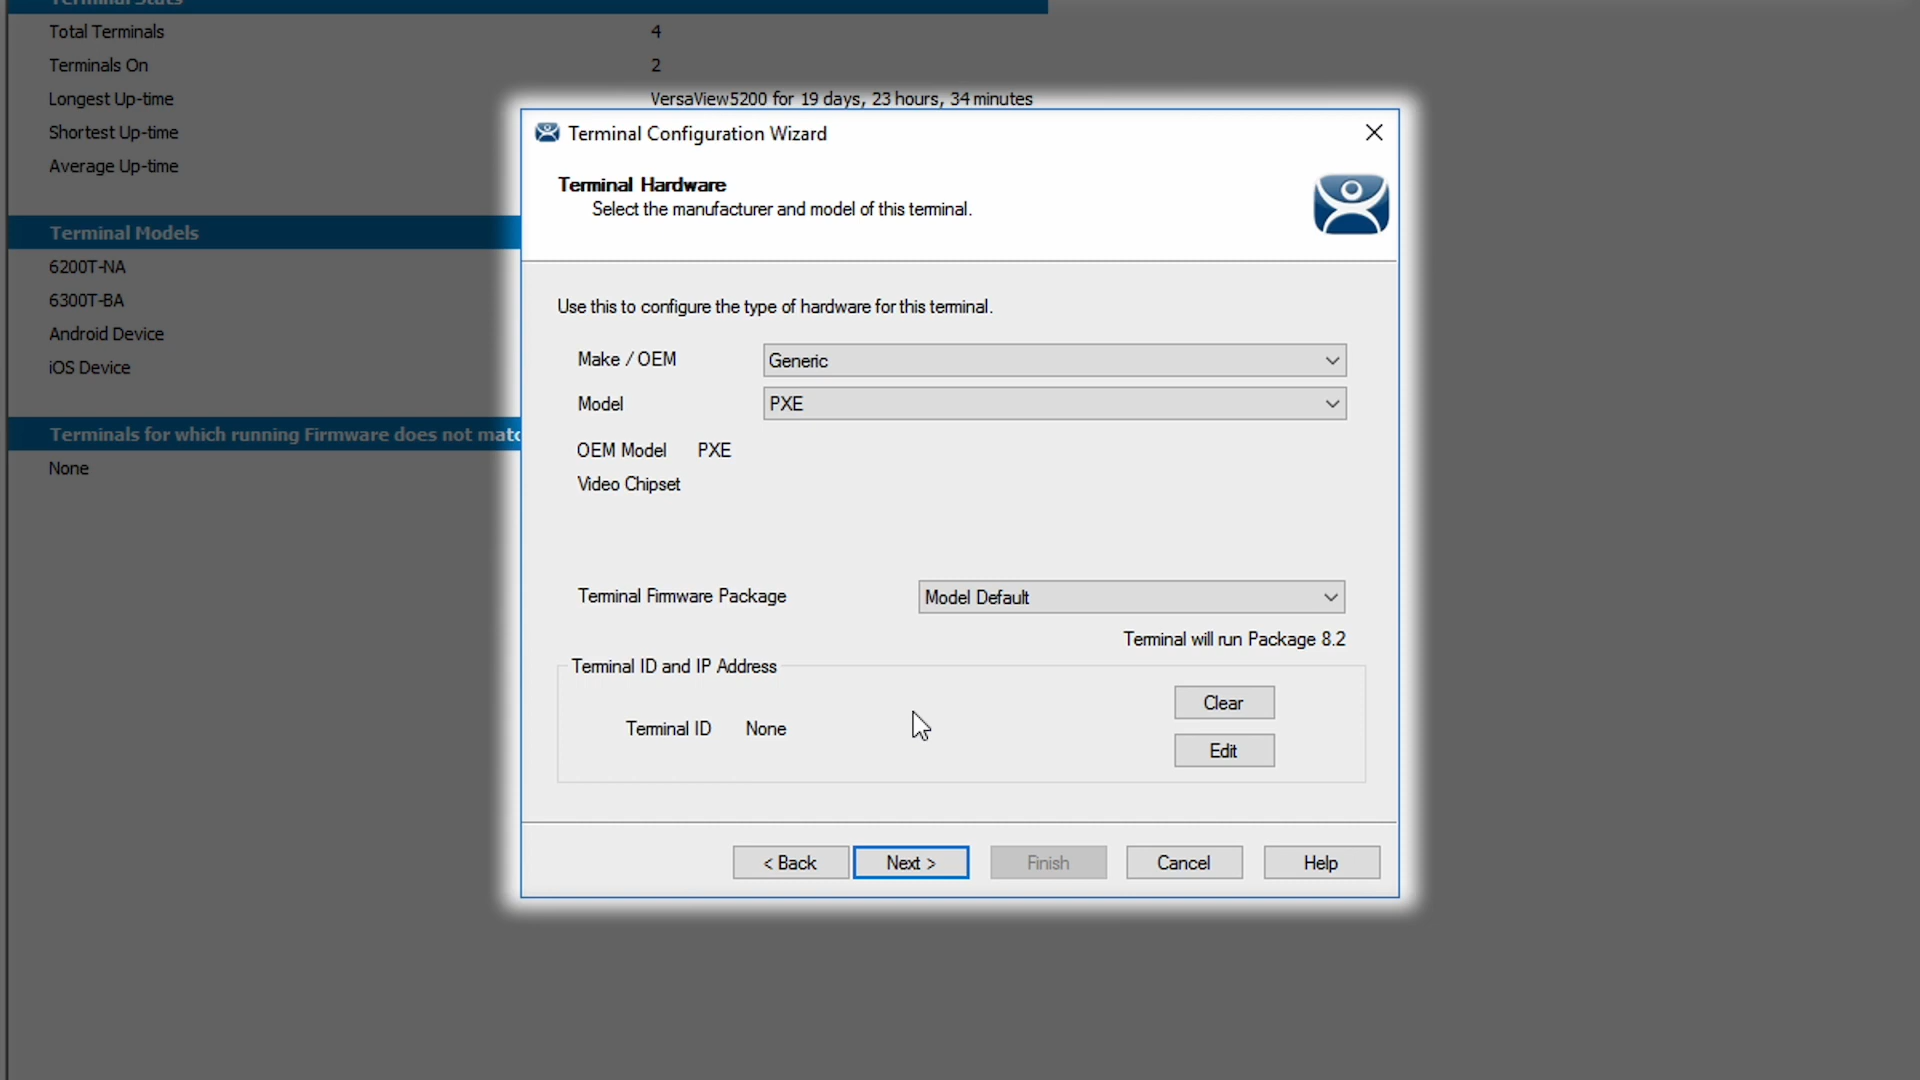 Terminal Stats
Total Terminals 4
Terminals On 2
Longest Up-time VersaView5200 for 19 days, 23 hours, 34 minutes
Shortest Up-time
Average Up-time
Terminal Models
6200T-NA
6300T-BA
Android Device
iOS Device
Terminals for which running Firmware does not matc
None
Terminal Configuration Wizard
Terminal Hardware
Select the manufacturer and model of this terminal.
Use this to configure the type of hardware for this terminal.
Make / OEM Generic
Model PXE
OEM Model PXE
Video Chipset
Terminal Firmware Package Model Default
Terminal will run Package 8.2
Terminal ID and IP Address
Clear
Terminal ID None
Edit
< Back Next > Finish Cancel Help